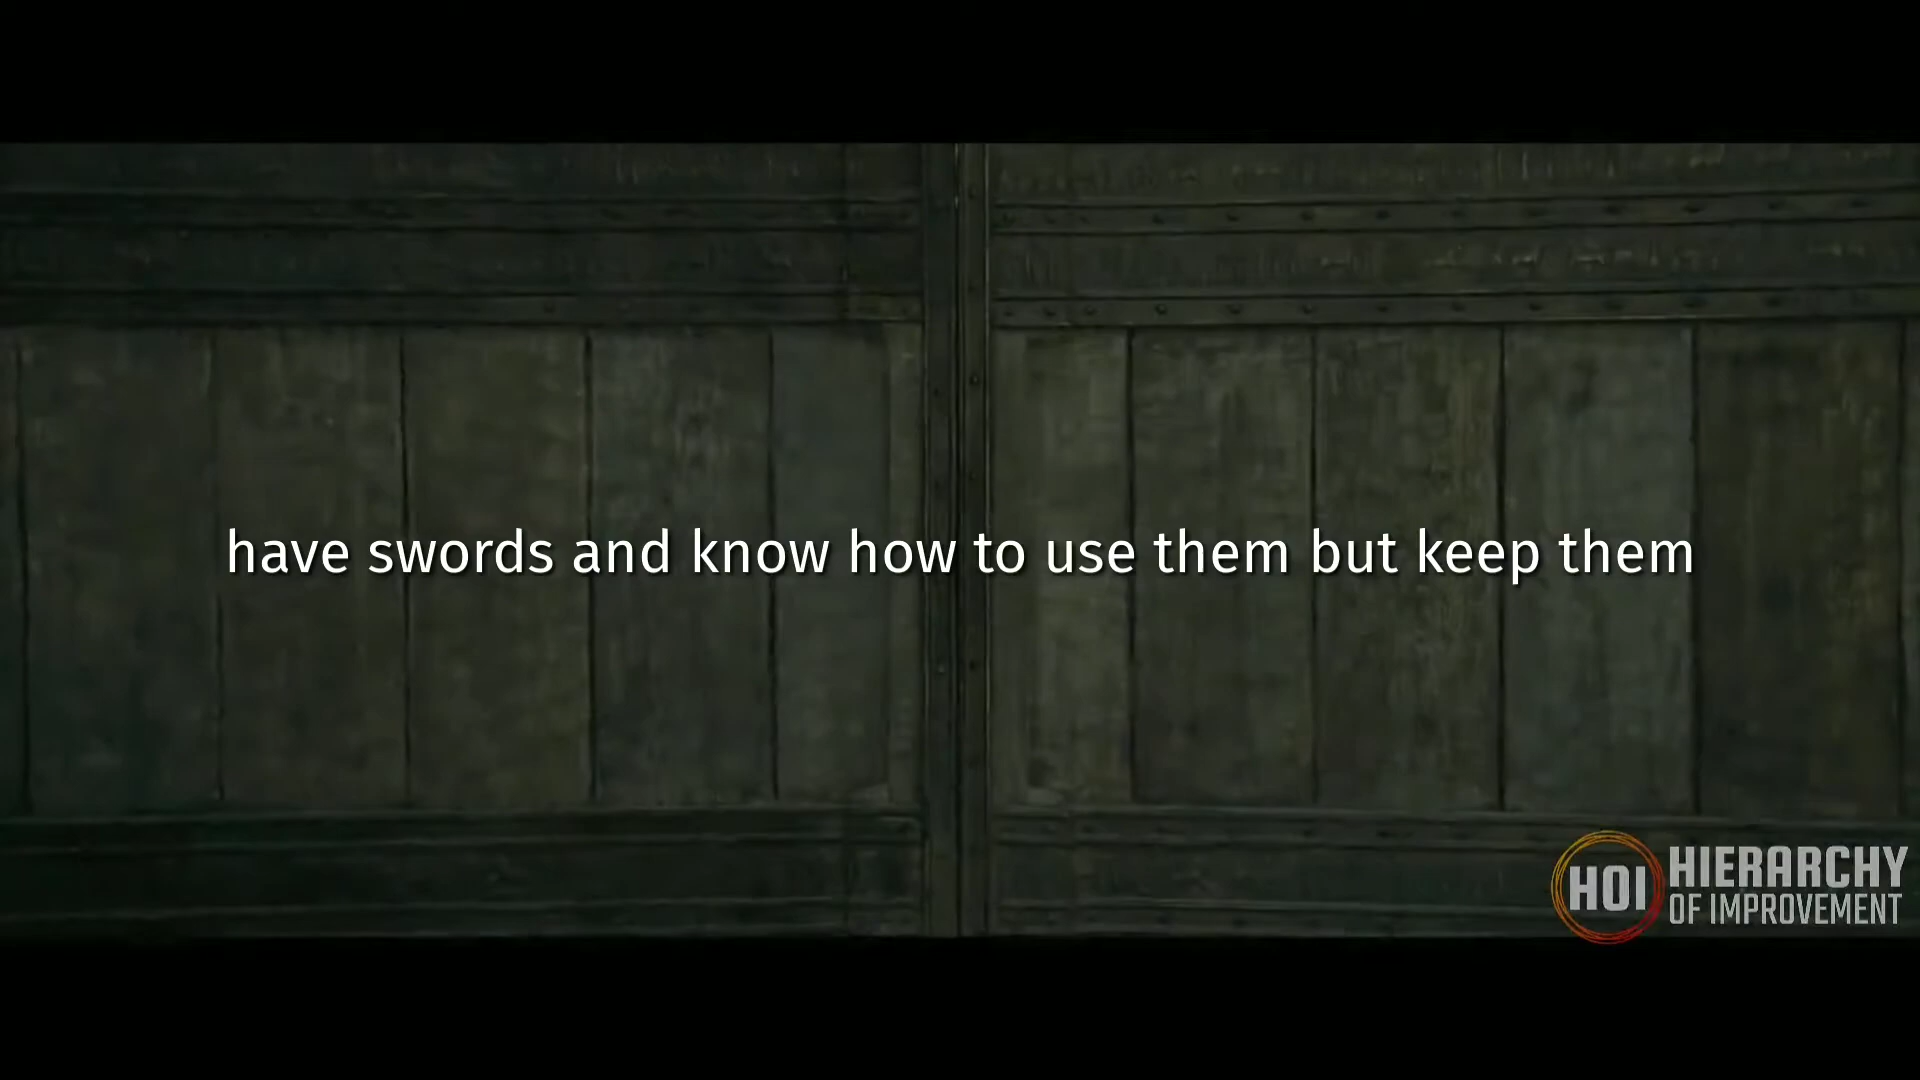 have swords and know how to use them but keep them
HOI HIERARCHY
OF IMPROVEMENT